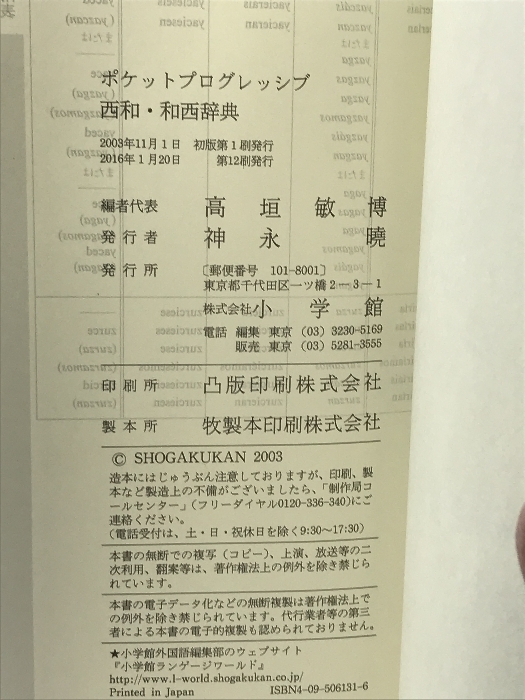 ポケットプログレッシブ
西和・和西辞典
2003年11月1日 初版第1刷発行
2016年1月20日 第12刷発行
編者代表 高垣敏博
発行者 神永曉
発行所 〔郵便番号 101-8001〕
東京都千代田区一ツ橋2-3-1
株式会社 小学館
電話 編集 東京 (03) 3230-5169
販売 東京 (03) 5281-3555
印刷所 凸版印刷株式会社
製本所 牧製本印刷株式会社
© SHOGAKUKAN 2003
造本にはじゅうぶん注意しておりますが、印刷、製
本など製造上の不備がございましたら、「制作局コ
ールセンター」(フリーダイヤル0120-336-340)にご
連絡ください。
(電話受付は、土・日・祝休日を除く9:30~17:30)
本書の無断での複写(コピー)、上演、放送等の二
次利用、翻案等は、著作権法上の例外を除き禁じら
れています。
本書の電子データ化などの無断複製は著作権法上で
の例外を除き禁じられています。代行業者等の第三
者による本書の電子的複製も認められておりません。
★小学館外国語編集部のウェブサイト
『小学館ランゲージワールド』
http://www.l-world.shogakukan.co.jp/
Printed in Japan ISBN4-09-506131-6